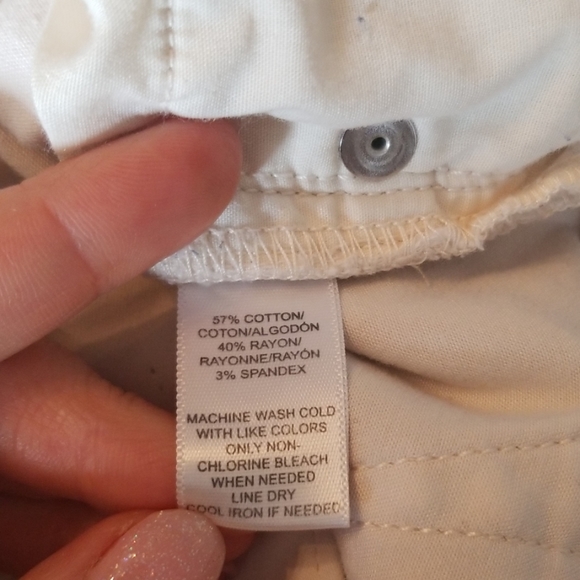 57% COTTON/
COTON/ALGODÓN
40% RAYON/
RAYONNE/RAYÓN
3% SPANDEX
MACHINE WASH COLD
WITH LIKE COLORS
ONLY NON-
CHLORINE BLEACH
WHEN NEEDED
LINE DRY
COOL IRON IF NEEDED